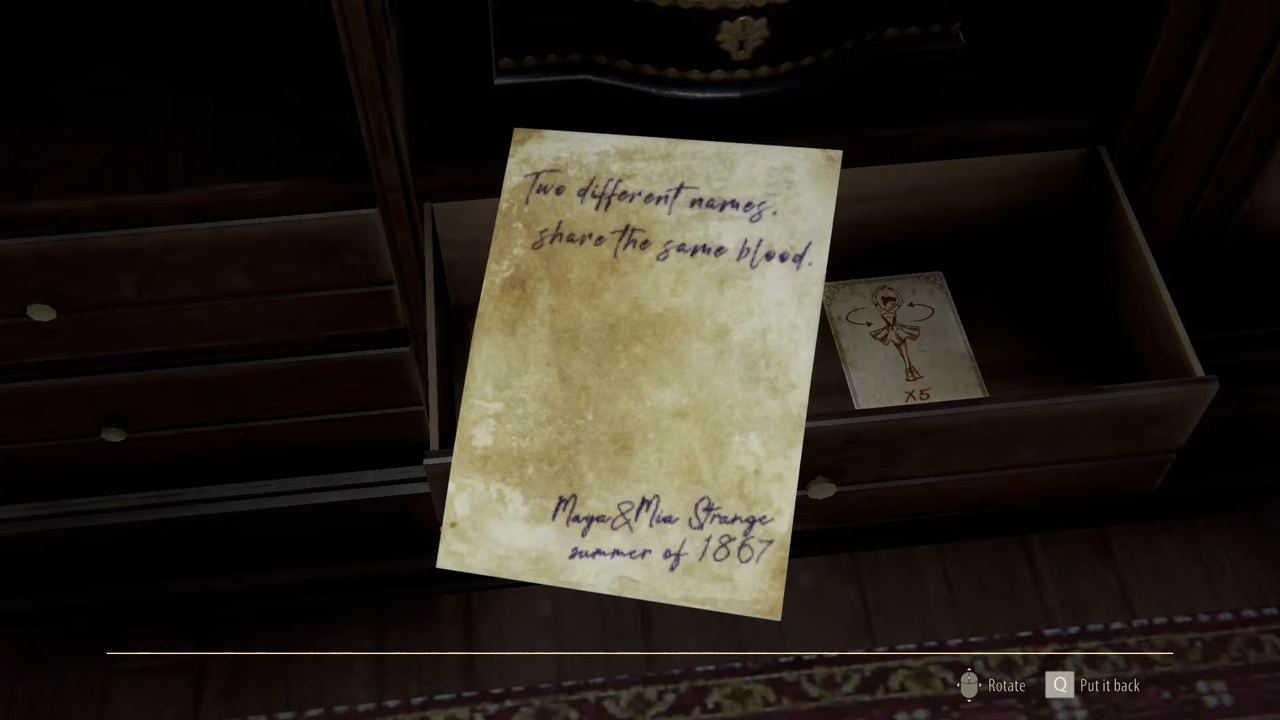 Two different names.
share the same blood.
X5
Maya&Mia Strange
summer of 1867
Rotate
Q Put it back